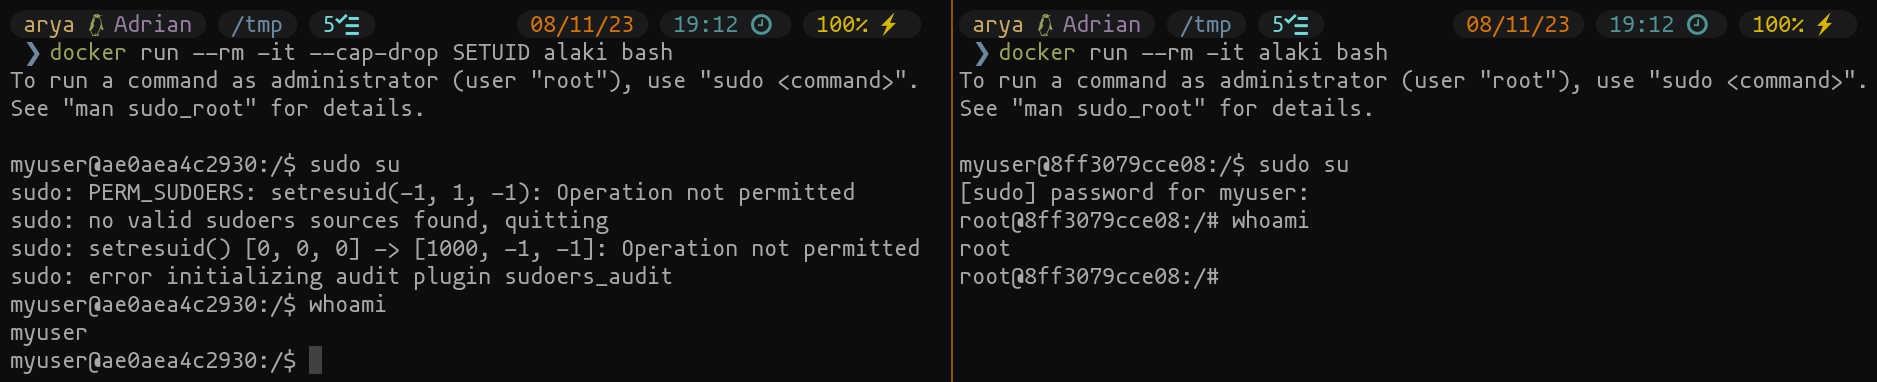 arya Adrian /tmp 5 08/11/23 19:12 100%
❯ docker run --rm -it --cap-drop SETUID alaki bash
To run a command as administrator (user "root"), use "sudo <command>".
See "man sudo_root" for details.
myuser@ae0aea4c2930:/$ sudo su
sudo: PERM_SUDOERS: setresuid(-1, 1, -1): Operation not permitted
sudo: no valid sudoers sources found, quitting
sudo: setresuid() [0, 0, 0] -> [1000, -1, -1]: Operation not permitted
sudo: error initializing audit plugin sudoers_audit
myuser@ae0aea4c2930:/$ whoami
myuser
myuser@ae0aea4c2930:/$
arya Adrian /tmp 5 08/11/23 19:12 100%
❯ docker run --rm -it alaki bash
To run a command as administrator (user "root"), use "sudo <command>".
See "man sudo_root" for details.
myuser@8ff3079cce08:/$ sudo su
[sudo] password for myuser:
root@8ff3079cce08:/# whoami
root
root@8ff3079cce08:/#